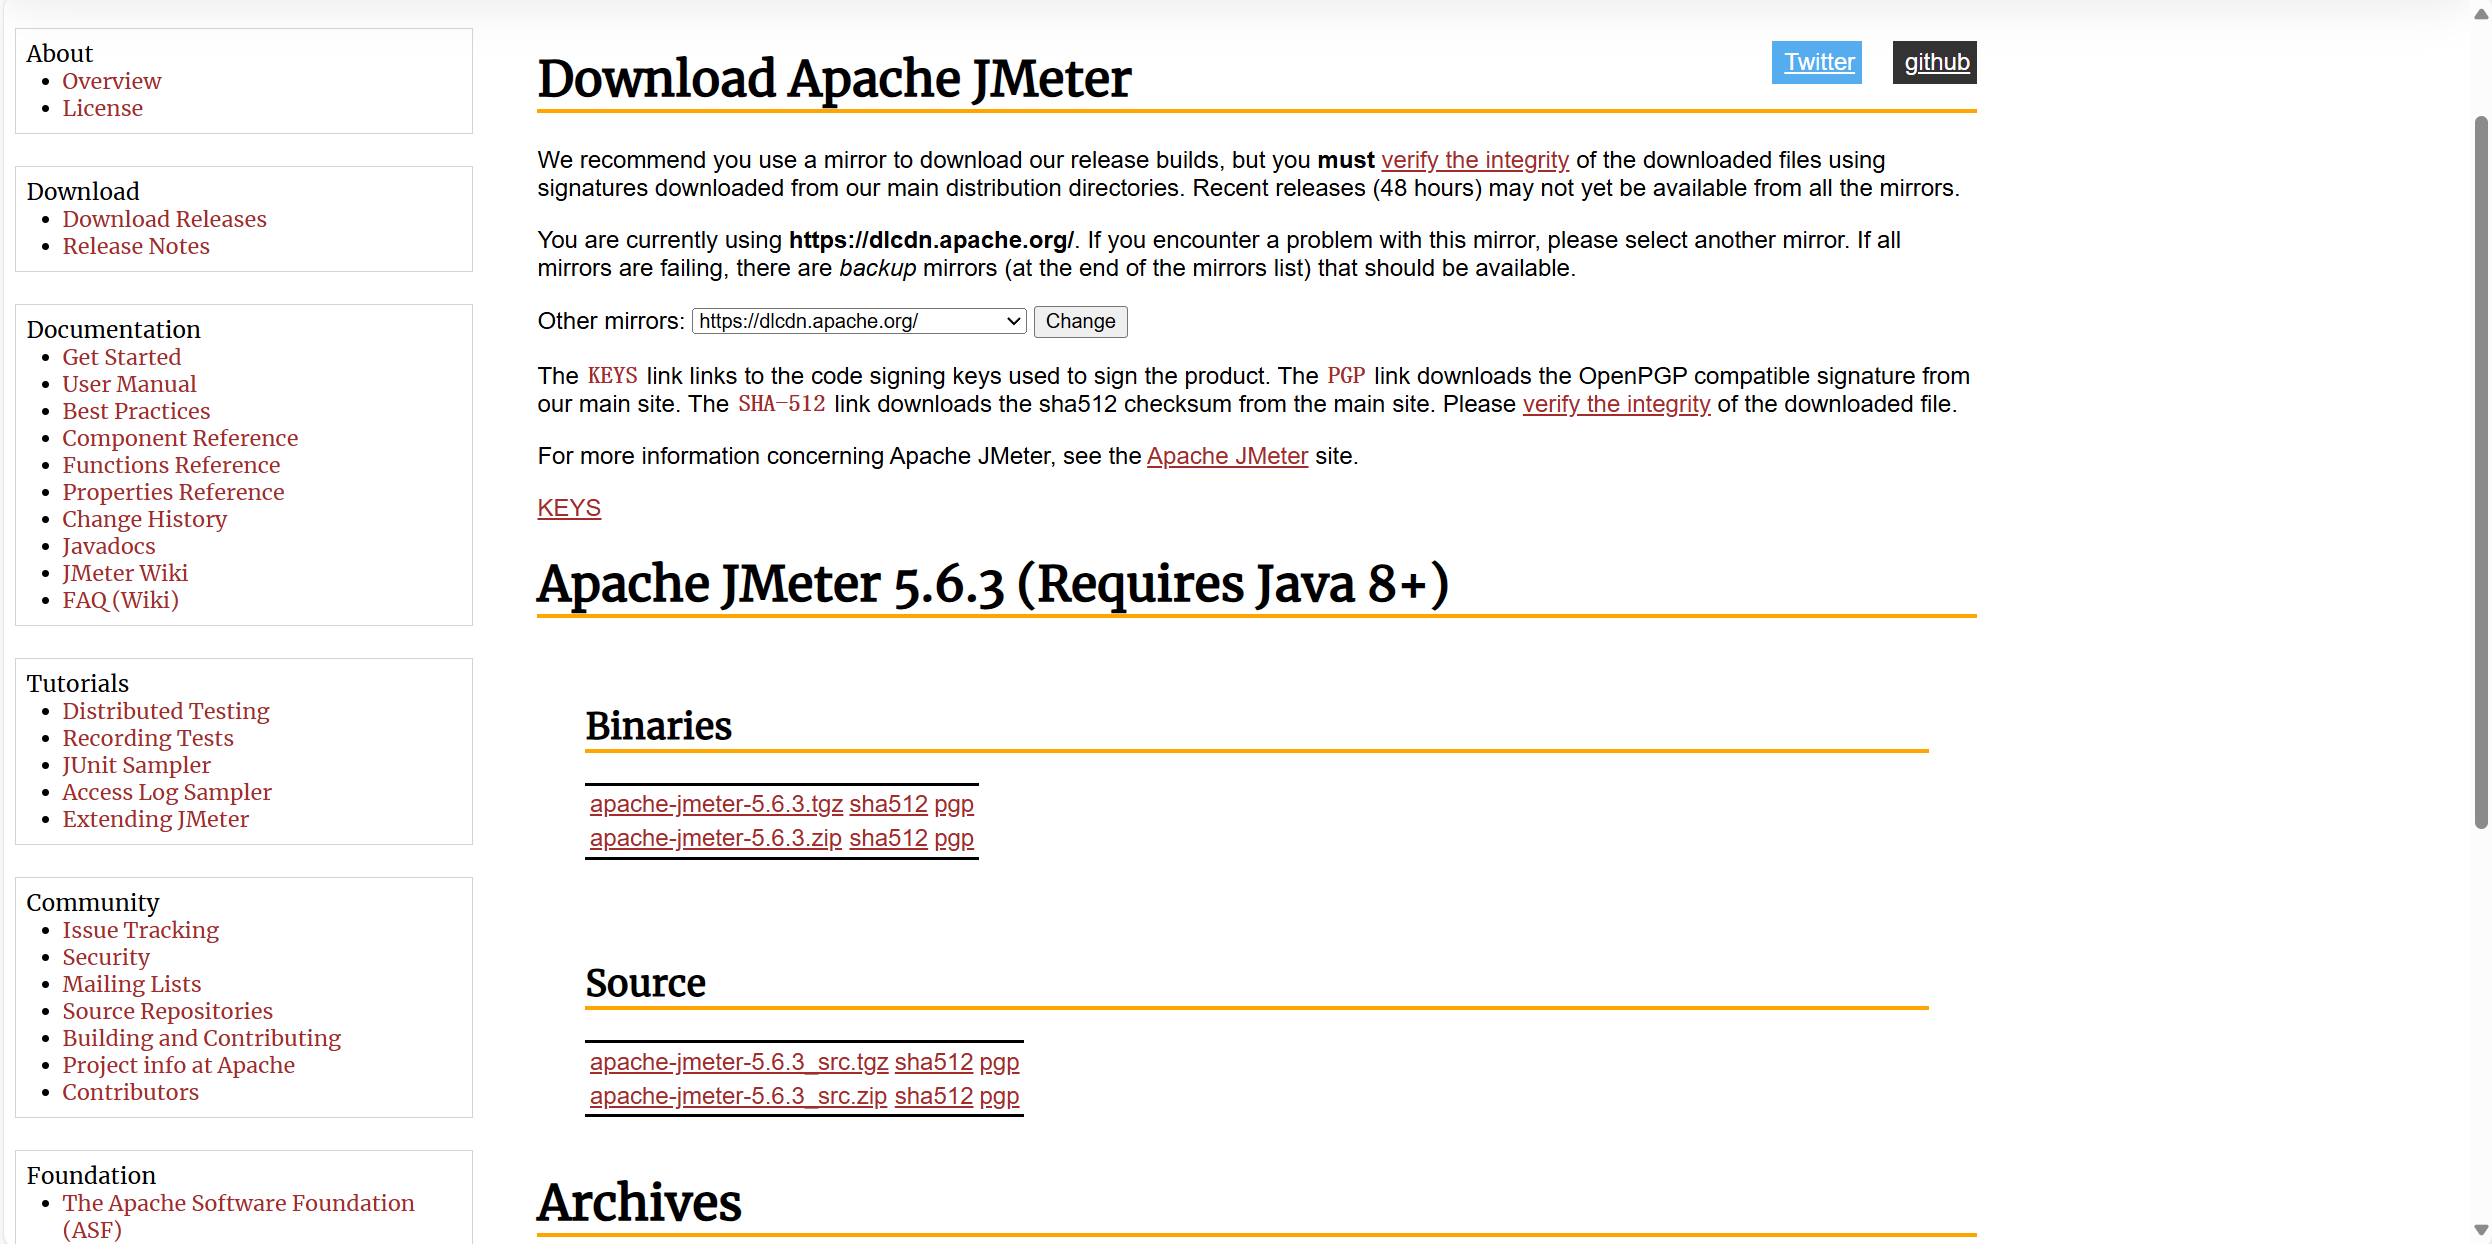 About
Overview
License
Download
Download Releases
Release Notes
Documentation
Get Started
User Manual
Best Practices
Component Reference
Functions Reference
Properties Reference
Change History
Javadocs
JMeter Wiki
FAQ (Wiki)
Tutorials
Distributed Testing
Recording Tests
JUnit Sampler
Access Log Sampler
Extending JMeter
Community
Issue Tracking
Security
Mailing Lists
Source Repositories
Building and Contributing
Project info at Apache
Contributors
Foundation
The Apache Software Foundation
(ASF)
Twitter github
Download Apache JMeter
We recommend you use a mirror to download our release builds, but you must verify the integrity of the downloaded files using
signatures downloaded from our main distribution directories. Recent releases (48 hours) may not yet be available from all the mirrors.
You are currently using https://dlcdn.apache.org/. If you encounter a problem with this mirror, please select another mirror. If all
mirrors are failing, there are backup mirrors (at the end of the mirrors list) that should be available.
Other mirrors: https://dlcdn.apache.org/ Change
The KEYS link links to the code signing keys used to sign the product. The PGP link downloads the OpenPGP compatible signature from
our main site. The SHA-512 link downloads the sha512 checksum from the main site. Please verify the integrity of the downloaded file.
For more information concerning Apache JMeter, see the Apache JMeter site.
KEYS
Apache JMeter 5.6.3 (Requires Java 8+)
Binaries
apache-jmeter-5.6.3.tgz sha512 pgp
apache-jmeter-5.6.3.zip sha512 pgp
Source
apache-jmeter-5.6.3_src.tgz sha512 pgp
apache-jmeter-5.6.3_src.zip sha512 pgp
Archives